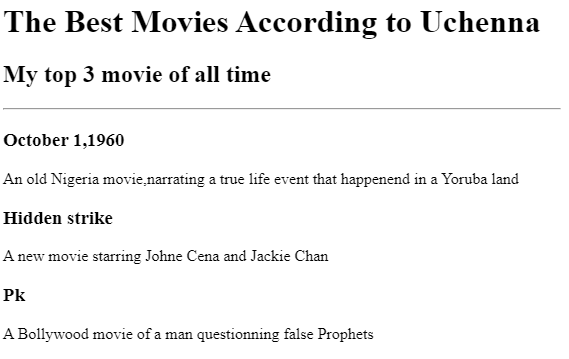 The Best Movies According to Uchenna
My top 3 movie of all time
October 1,1960
An old Nigeria movie,narrating a true life event that happenend in a Yoruba land
Hidden strike
A new movie starring Johne Cena and Jackie Chan
Pk
A Bollywood movie of a man questionning false Prophets